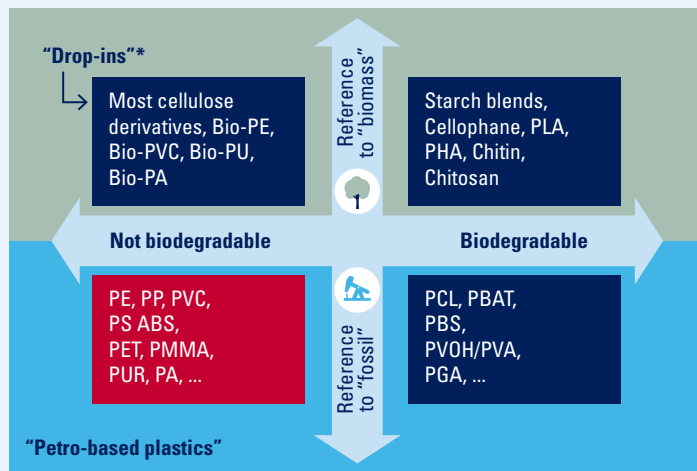 “Drop-ins”*
Most cellulose
derivatives, Bio-PE,
Bio-PVC, Bio-PU,
Bio-PA
Reference
to “biomass”
Starch blends,
Cellophane, PLA,
PHA, Chitin,
Chitosan
Not biodegradable
Biodegradable
PE, PP, PVC,
PS ABS,
PET, PMMA,
PUR, PA, ...
Reference
to “fossil”
PCL, PBAT,
PBS,
PVOH/PVA,
PGA, ...
“Petro-based plastics”